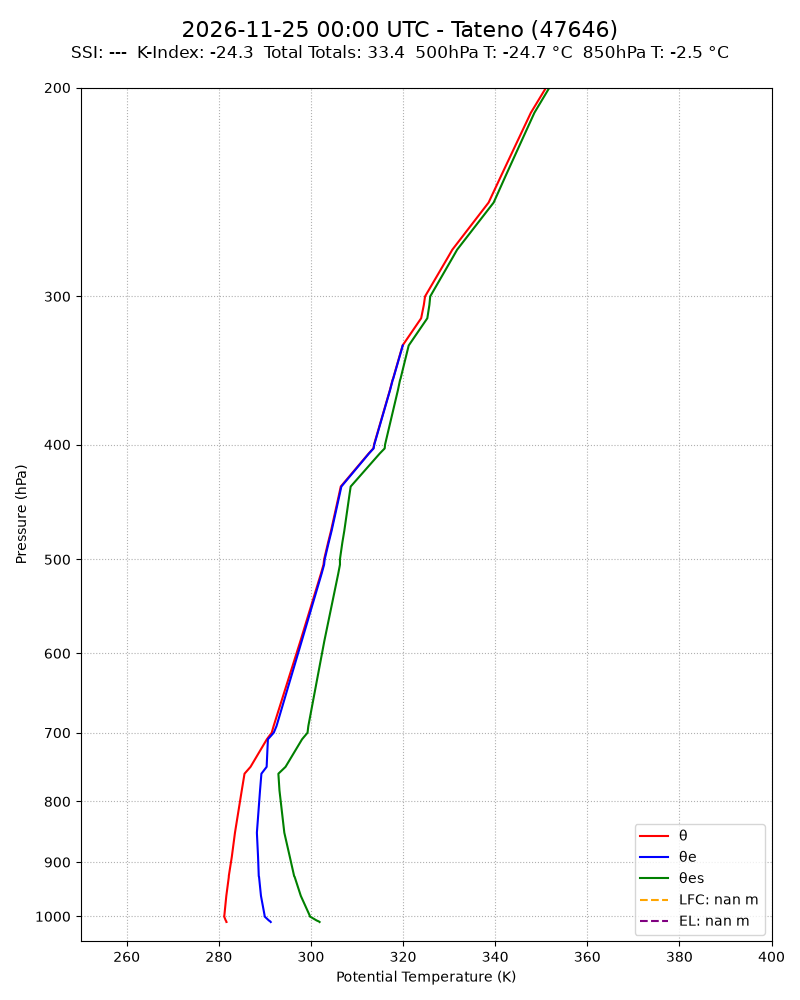 2026-11-25 00:00 UTC - Tateno (47646)
SSI: ---  K-Index: -24.3  Total Totals: 33.4  500hPa T: -24.7 °C  850hPa T: -2.5 °C
200
300
400
500
600
700
800
900
1000
Pressure (hPa)
θ
θe
θes
LFC: nan m
EL: nan m
260 280 300 320 340 360 380 400
Potential Temperature (K)